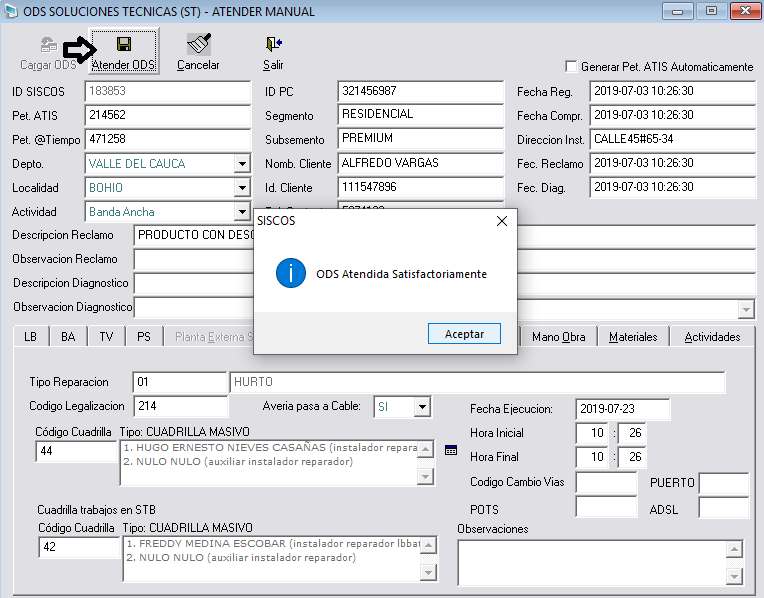 ODS SOLUCIONES TECNICAS (ST) - ATENDER MANUAL
Cargar ODS Atender ODS Cancelar Salir
Generar Pet. ATIS Automaticamente
ID SISCOS 183853 ID PC 321456987 Fecha Reg. 2019-07-03 10:26:30
Pet. ATIS 214562 Segmento RESIDENCIAL Fecha Compr. 2019-07-03 10:26:30
Pet. @Tiempo 471258 Subsemento PREMIUM Direccion Inst. CALLE45#65-34
Depto. VALLE DEL CAUCA Nomb. Cliente ALFREDO VARGAS Fec. Reclamo 2019-07-03 10:26:30
Localidad BOHIO Id. Cliente 111547896 Fec. Diag. 2019-07-03 10:26:30
Actividad Banda Ancha
Descripcion Reclamo PRODUCTO CON DESC
Observacion Reclamo
Descripcion Diagnostico
Observacion Diagnostico
SISCOS
ODS Atendida Satisfactoriamente
Aceptar
LB BA TV PS Planta Externa S Mano Obra Materiales Actividades
Tipo Reparacion 01 HURTO
Codigo Legalizacion 214 Averia pasa a Cable: SI Fecha Ejecucion: 2019-07-23
Código Cuadrilla Tipo: CUADRILLA MASIVO Hora Inicial 10 : 26
44 1. HUGO ERNESTO NIEVES CASAÑAS (instalador repara
2. NULO NULO (auxiliar instalador reparador) Hora Final 10 : 26
Codigo Cambio Vias PUERTO
Cuadrilla trabajos en STB POTS ADSL
Código Cuadrilla Tipo: CUADRILLA MASIVO Observaciones
42 1. FREDDY MEDINA ESCOBAR (instalador reparador lbbat
2. NULO NULO (auxiliar instalador reparador)